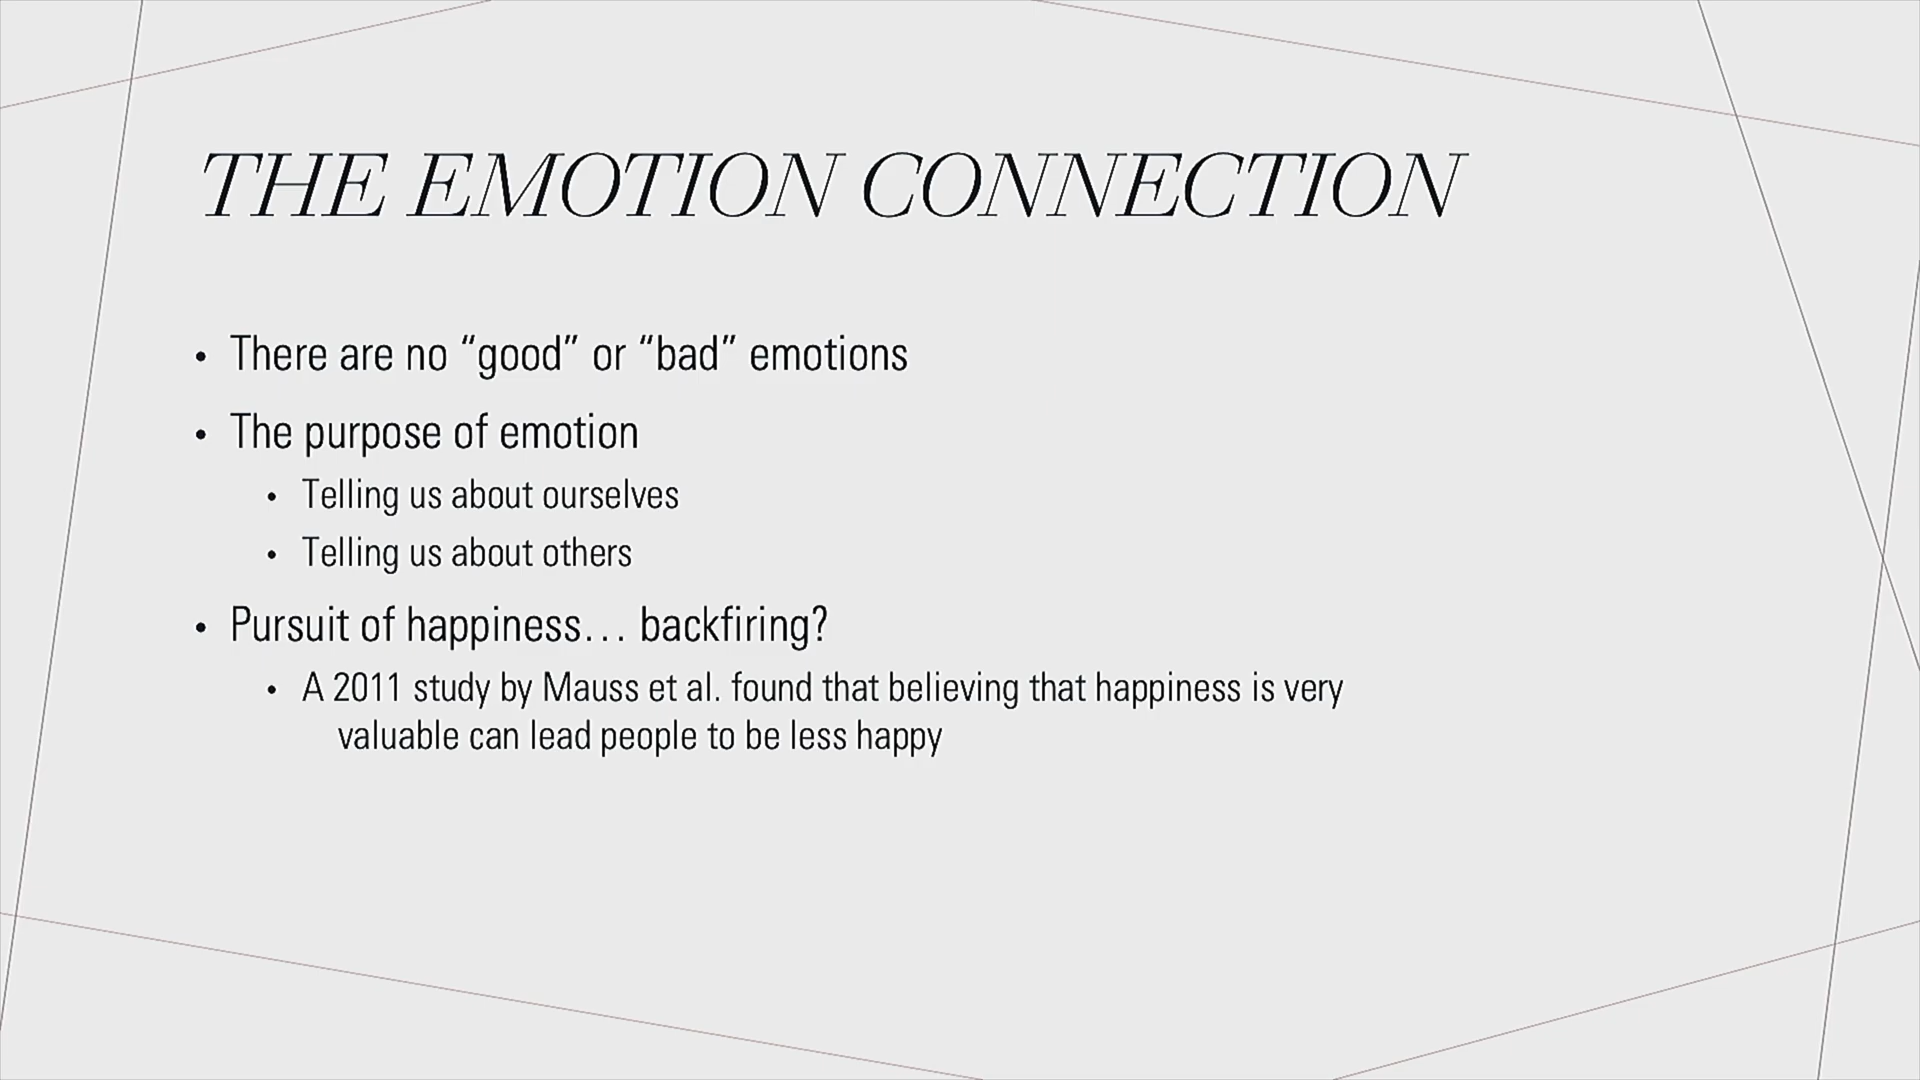 THE EMOTION CONNECTION
• There are no “good” or “bad” emotions
• The purpose of emotion
• Telling us about ourselves
• Telling us about others
• Pursuit of happiness… backfiring?
• A 2011 study by Mauss et al. found that believing that happiness is very
valuable can lead people to be less happy